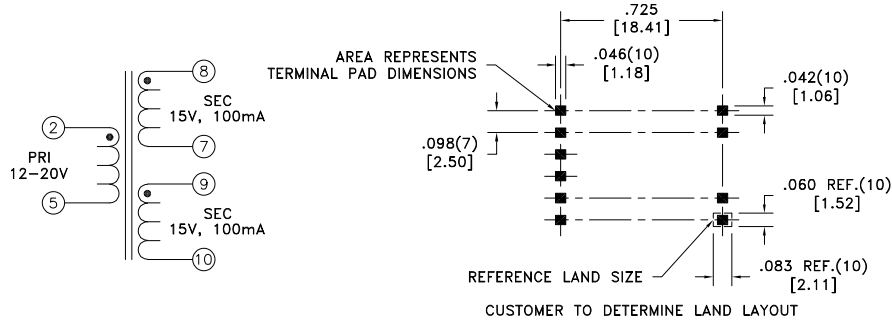 8
SEC
15V, 100mA
2
7
PRI
12-20V
9
5
SEC
15V, 100mA
10
.725
[18.41]
AREA REPRESENTS
TERMINAL PAD DIMENSIONS
.046(10)
[1.18]
.042(10)
[1.06]
.098(7)
[2.50]
.060 REF.(10)
[1.52]
REFERENCE LAND SIZE
.083 REF.(10)
[2.11]
CUSTOMER TO DETERMINE LAND LAYOUT